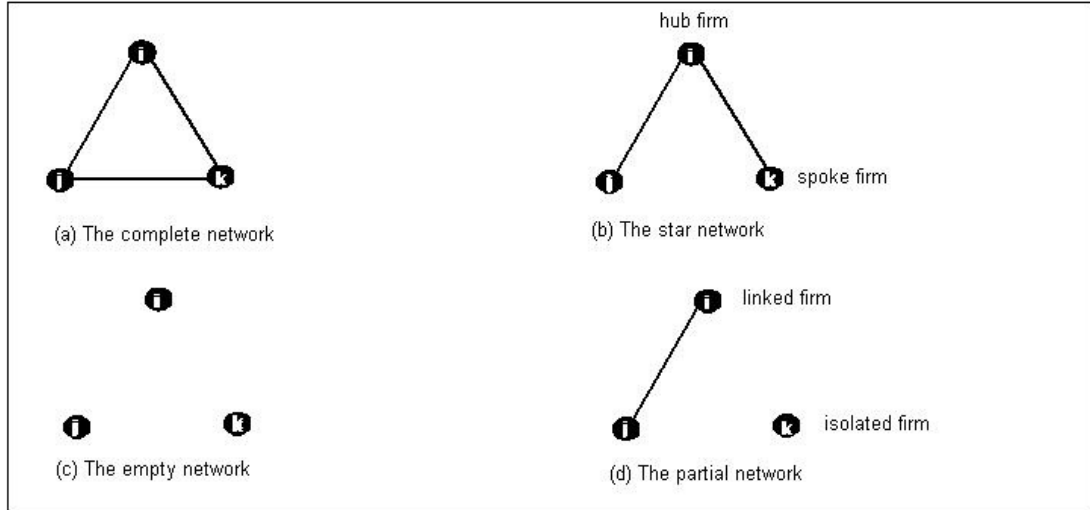 hub firm
i
i
j
k
j
k
spoke firm
(a) The complete network
(b) The star network
i
i
linked firm
j
k
j
k
isolated firm
(c) The empty network
(d) The partial network